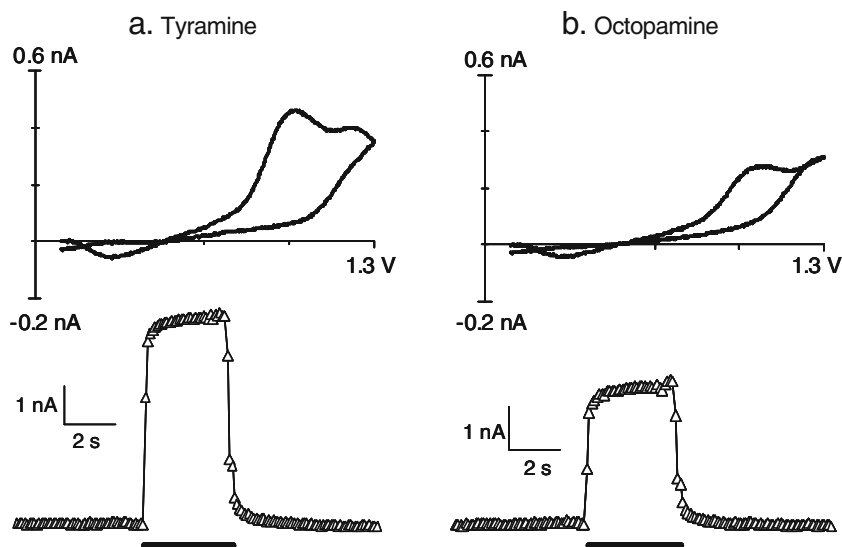 a. Tyramine
0.6 nA
1.3 V
-0.2 nA
1 nA
2 s
b. Octopamine
0.6 nA
1.3 V
-0.2 nA
1 nA
2 s